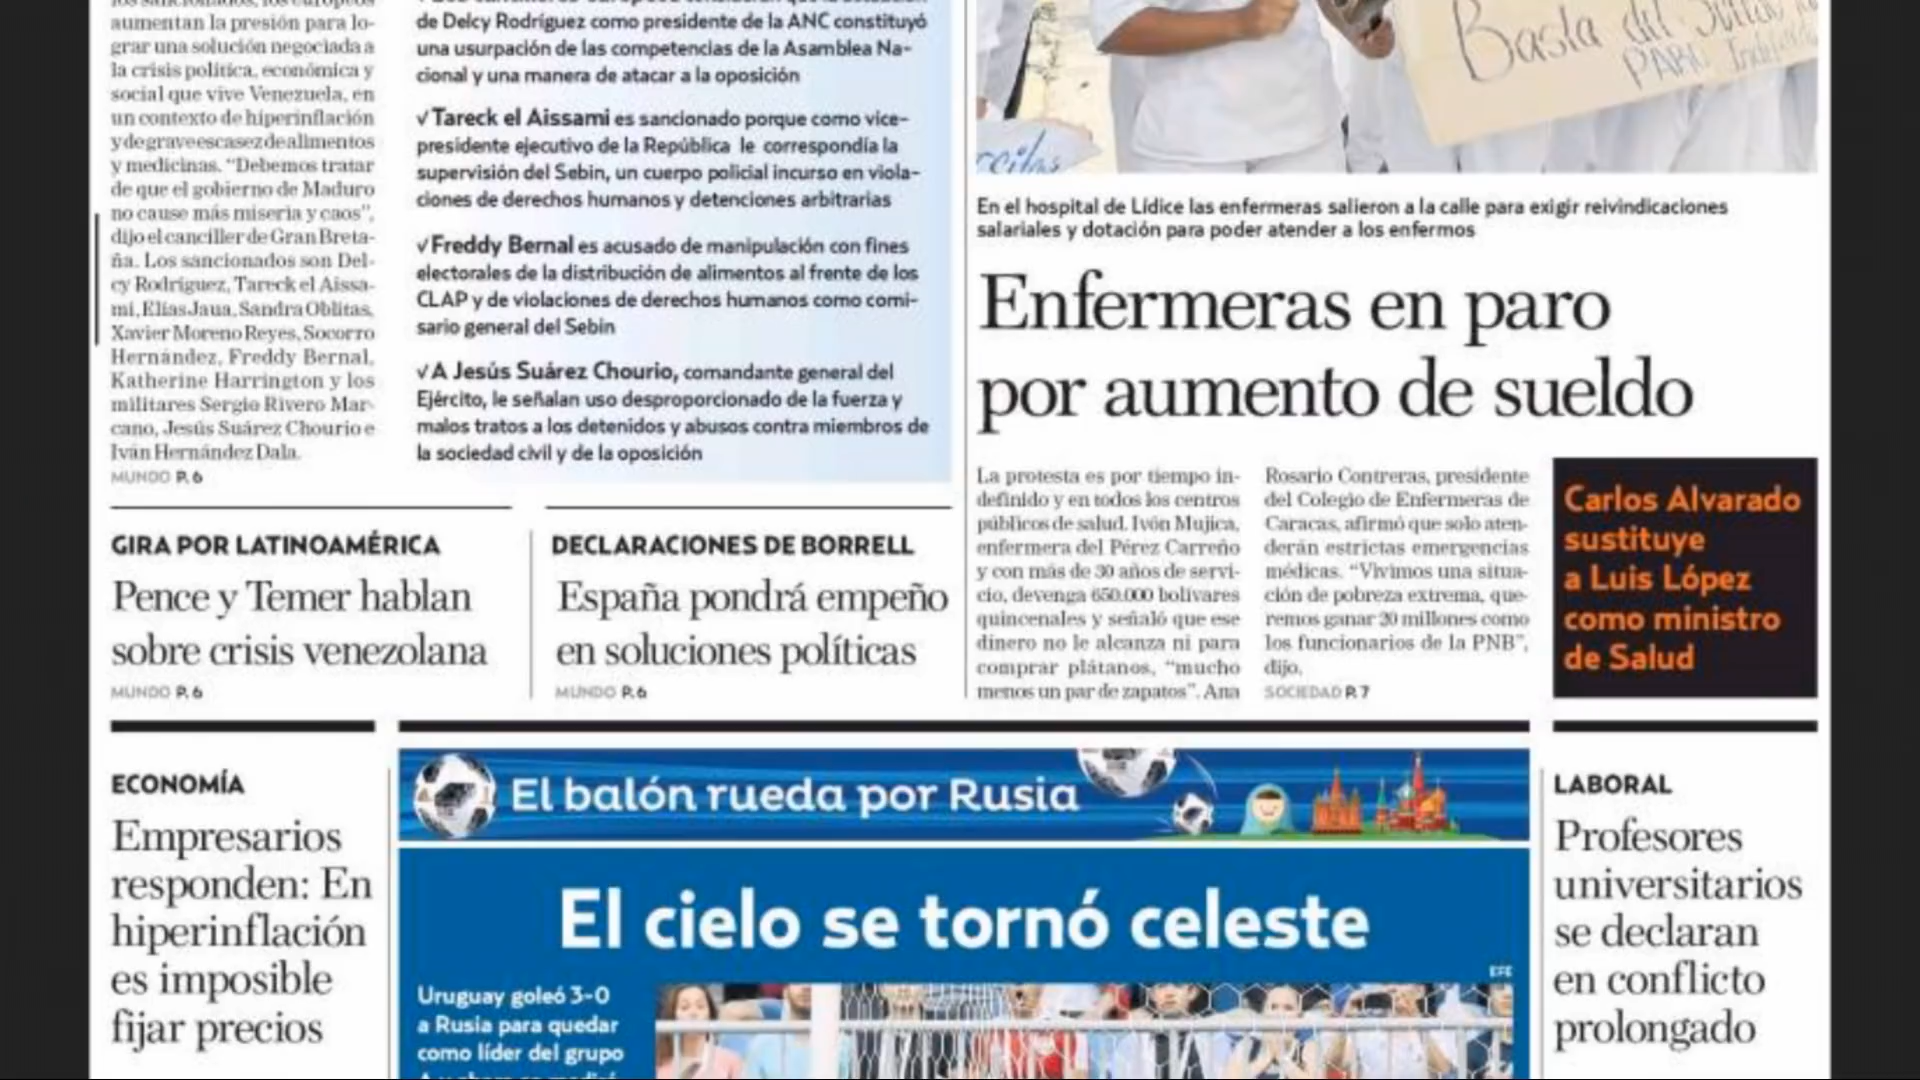 aumentan la presión para lo-
grar una solución negociada a
la crisis política, económica y
social que vive Venezuela, en
un contexto de hiperinflación
y de grave escasez de alimentos
y medicinas. “Debemos tratar
de que el gobierno de Maduro
no cause más miseria y caos”,
dijo el canciller de Gran Breta-
ña. Los sancionados son Del-
cy Rodríguez, Tareck el Aissa-
mi, Elías Jaua, Sandra Oblitas,
Xavier Moreno Reyes, Socorro
Hernández, Freddy Bernal,
Katherine Harrington y los
militares Sergio Rivero Mar-
cano, Jesús Suárez Chourio e
Iván Hernández Dala.
MUNDO P. 6
de Delcy Rodríguez como presidente de la ANC constituyó
una usurpación de las competencias de la Asamblea Na-
cional y una manera de atacar a la oposición
✓Tareck el Aissami es sancionado porque como vice-
presidente ejecutivo de la República le correspondía la
supervisión del Sebin, un cuerpo policial incurso en viola-
ciones de derechos humanos y detenciones arbitrarias
✓Freddy Bernal es acusado de manipulación con fines
electorales de la distribución de alimentos al frente de los
CLAP y de violaciones de derechos humanos como comi-
sario general del Sebin
✓A Jesús Suárez Chourio, comandante general del
Ejército, le señalan uso desproporcionado de la fuerza y
malos tratos a los detenidos y abusos contra miembros de
la sociedad civil y de la oposición
GIRA POR LATINOAMÉRICA
Pence y Temer hablan
sobre crisis venezolana
MUNDO P. 6
DECLARACIONES DE BORRELL
España pondrá empeño
en soluciones políticas
MUNDO P. 6
Basta del
PARA
En el hospital de Lídice las enfermeras salieron a la calle para exigir reivindicaciones
salariales y dotación para poder atender a los enfermos
Enfermeras en paro
por aumento de sueldo
La protesta es por tiempo in-
definido y en todos los centros
públicos de salud. Ivón Mujica,
enfermera del Pérez Carreño
y con más de 30 años de servi-
cio, devenga 650.000 bolívares
quincenales y señaló que ese
dinero no le alcanza ni para
comprar plátanos, “mucho
menos un par de zapatos”. Ana
Rosario Contreras, presidente
del Colegio de Enfermeras de
Caracas, afirmó que solo aten-
derán estrictas emergencias
médicas. “Vivimos una situa-
ción de pobreza extrema, que-
remos ganar 20 millones como
los funcionarios de la PNB”,
dijo.
SOCIEDAD P. 7
Carlos Alvarado
sustituye
a Luis López
como ministro
de Salud
ECONOMÍA
Empresarios
responden: En
hiperinflación
es imposible
fijar precios
El balón rueda por Rusia
El cielo se tornó celeste
EFE
Uruguay goleó 3-0
a Rusia para quedar
como líder del grupo
LABORAL
Profesores
universitarios
se declaran
en conflicto
prolongado